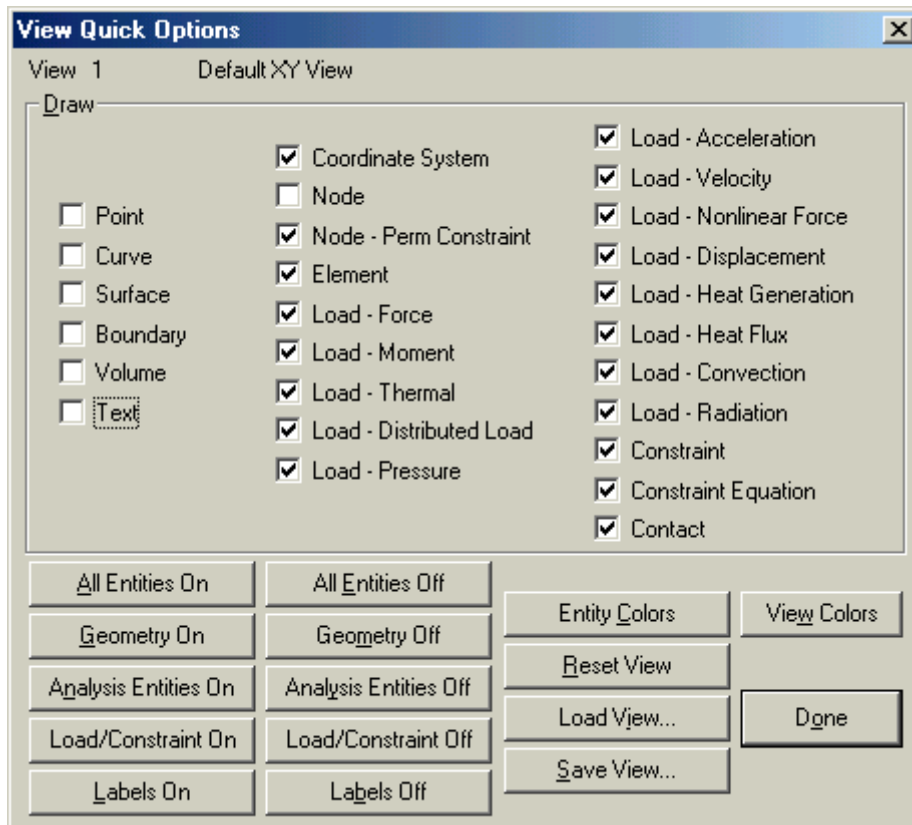 View Quick Options
View 1 Default XY View
Draw
Point
Curve
Surface
Boundary
Volume
Text
Coordinate System
Node
Node - Perm Constraint
Element
Load - Force
Load - Moment
Load - Thermal
Load - Distributed Load
Load - Pressure
Load - Acceleration
Load - Velocity
Load - Nonlinear Force
Load - Displacement
Load - Heat Generation
Load - Heat Flux
Load - Convection
Load - Radiation
Constraint
Constraint Equation
Contact
All Entities On
All Entities Off
Geometry On
Geometry Off
Analysis Entities On
Analysis Entities Off
Load/Constraint On
Load/Constraint Off
Labels On
Labels Off
Entity Colors
View Colors
Reset View
Load View...
Save View...
Done